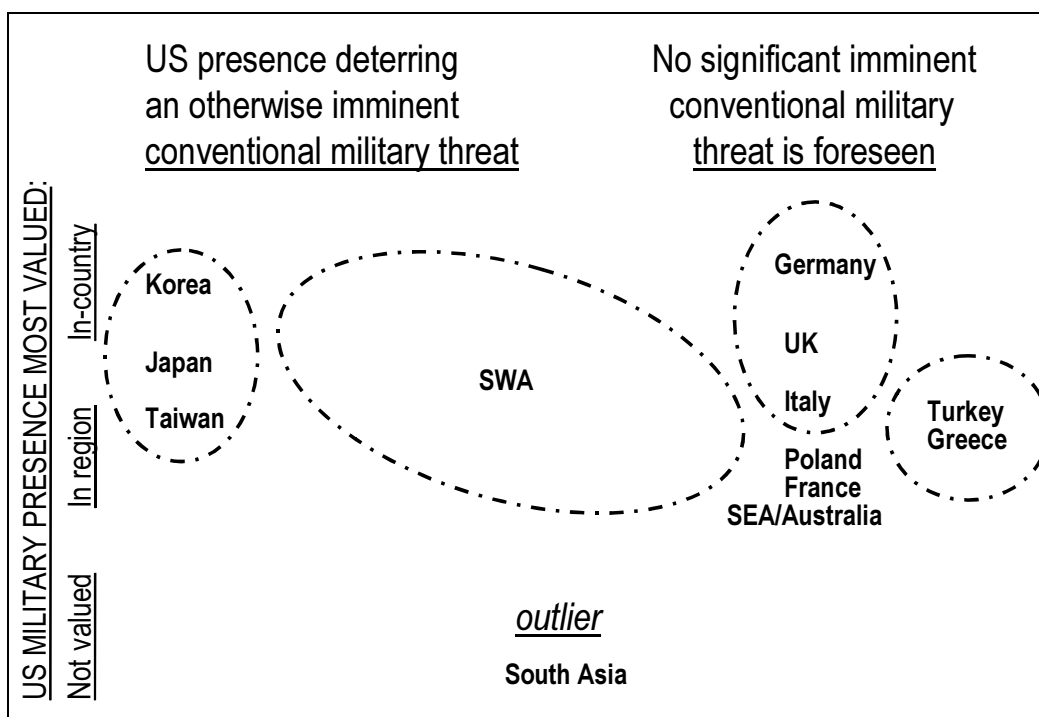 US presence deterring
an otherwise imminent
conventional military threat
No significant imminent
conventional military
threat is foreseen
US MILITARY PRESENCE MOST VALUED:
In-country
In region
Not valued
Korea
Japan
Taiwan
SWA
Germany
UK
Italy
Poland
France
SEA/Australia
Turkey
Greece
outlier
South Asia